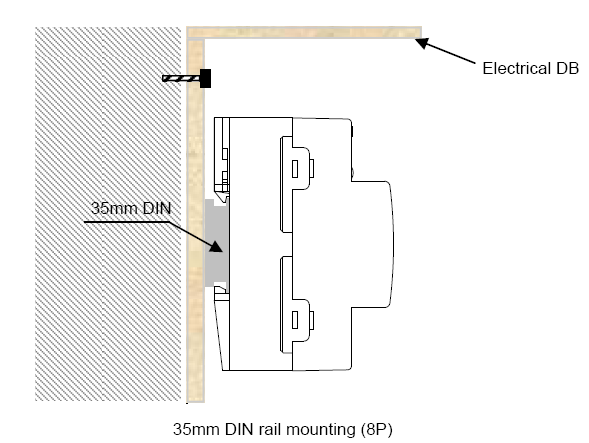 Electrical DB
35mm DIN
35mm DIN rail mounting (8P)